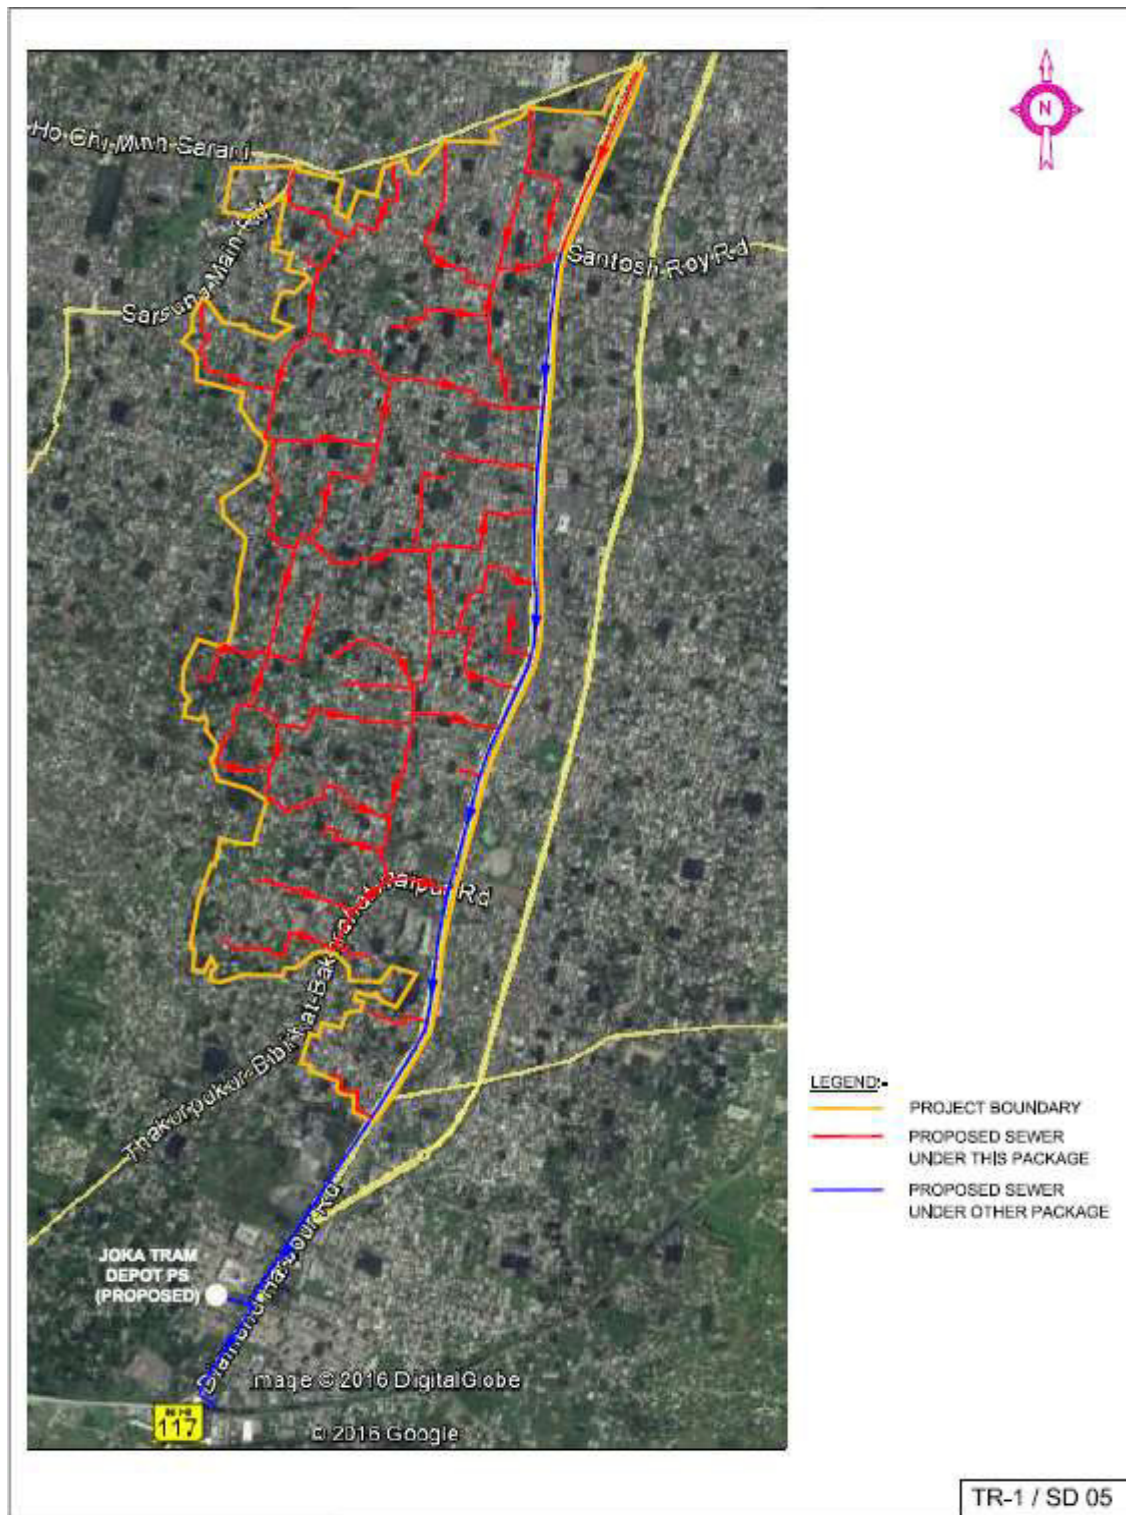 N
Ho Chi Minh Sarani
Santosh Roy Rd
Sarsuna Main Rd
Thakurpukur-Bibirhat-Bakhrahat-Raipur Rd
LEGEND:-
PROJECT BOUNDARY
PROPOSED SEWER
UNDER THIS PACKAGE
PROPOSED SEWER
UNDER OTHER PACKAGE
Diamond Harbour Rd
JOKA TRAM
DEPOT PS
(PROPOSED)
Image © 2016 DigitalGlobe
117
© 2016 Google
TR-1 / SD 05